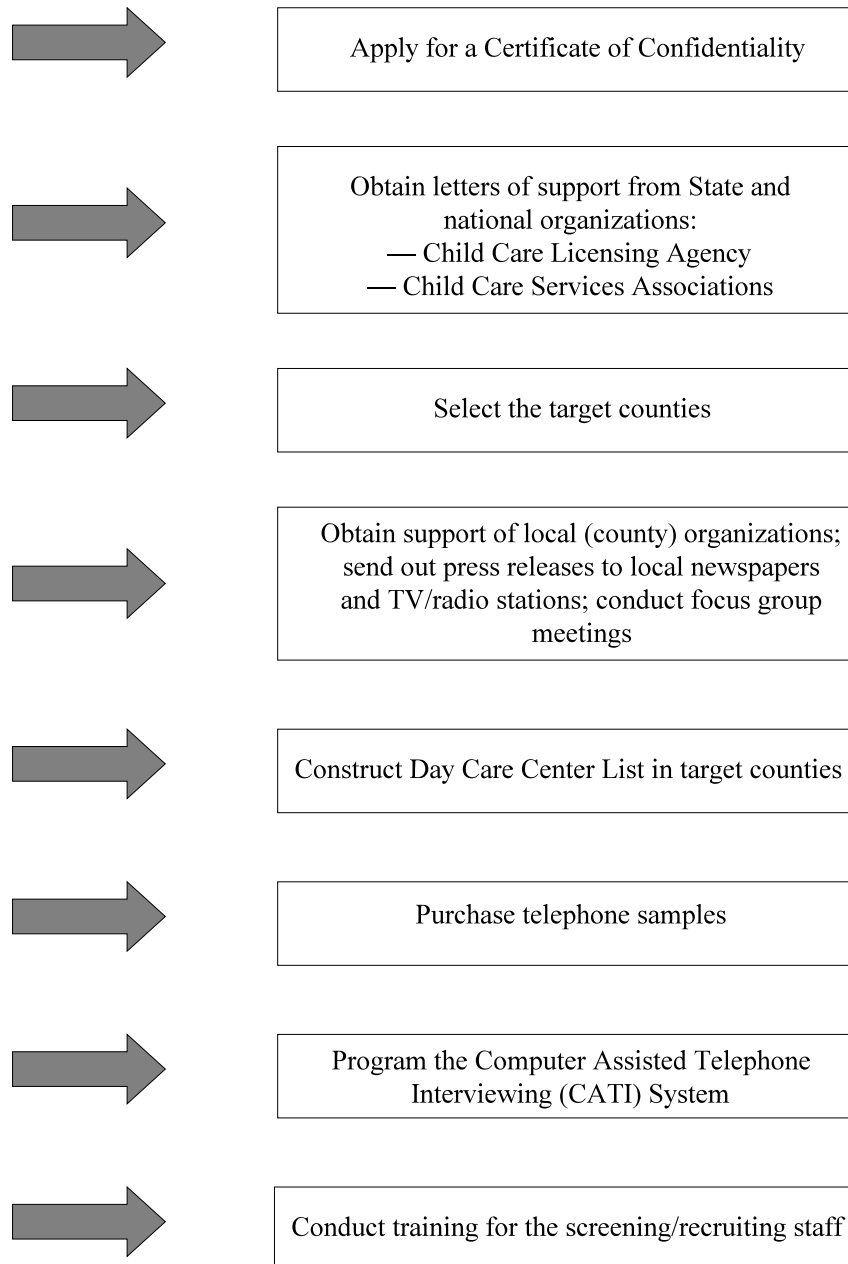 Apply for a Certificate of Confidentiality
Obtain letters of support from State and
national organizations:
— Child Care Licensing Agency
— Child Care Services Associations
Select the target counties
Obtain support of local (county) organizations;
send out press releases to local newspapers
and TV/radio stations; conduct focus group
meetings
Construct Day Care Center List in target counties
Purchase telephone samples
Program the Computer Assisted Telephone
Interviewing (CATI) System
Conduct training for the screening/recruiting staff